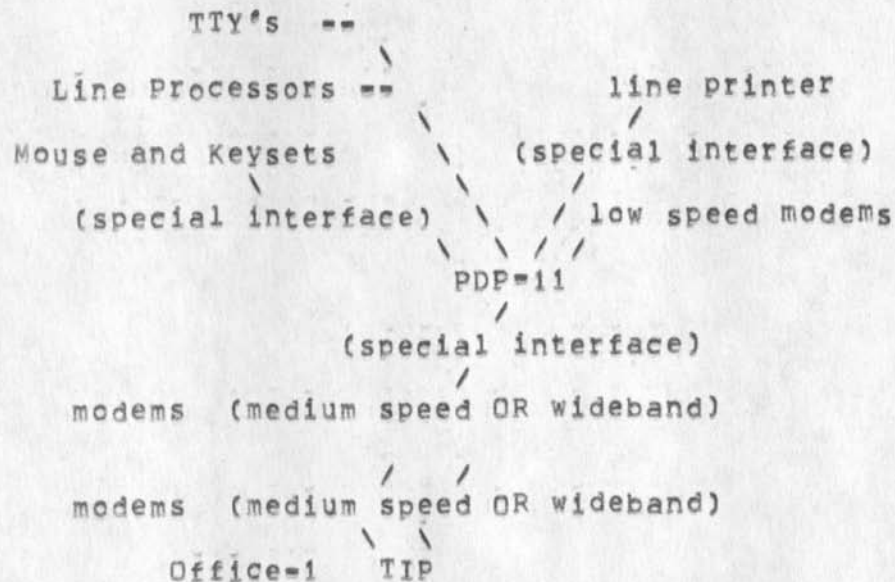 TTY's --
\
Line Processors -- line printer
\ /
Mouse and Keysets \ (special interface)
\ \ /
(special interface) \ \ / / low speed modems
\ \ / /
PDP-11
/
(special interface)
/
modems (medium speed OR wideband)
/ /
modems (medium speed OR wideband)
\ \
Office-1 TIP